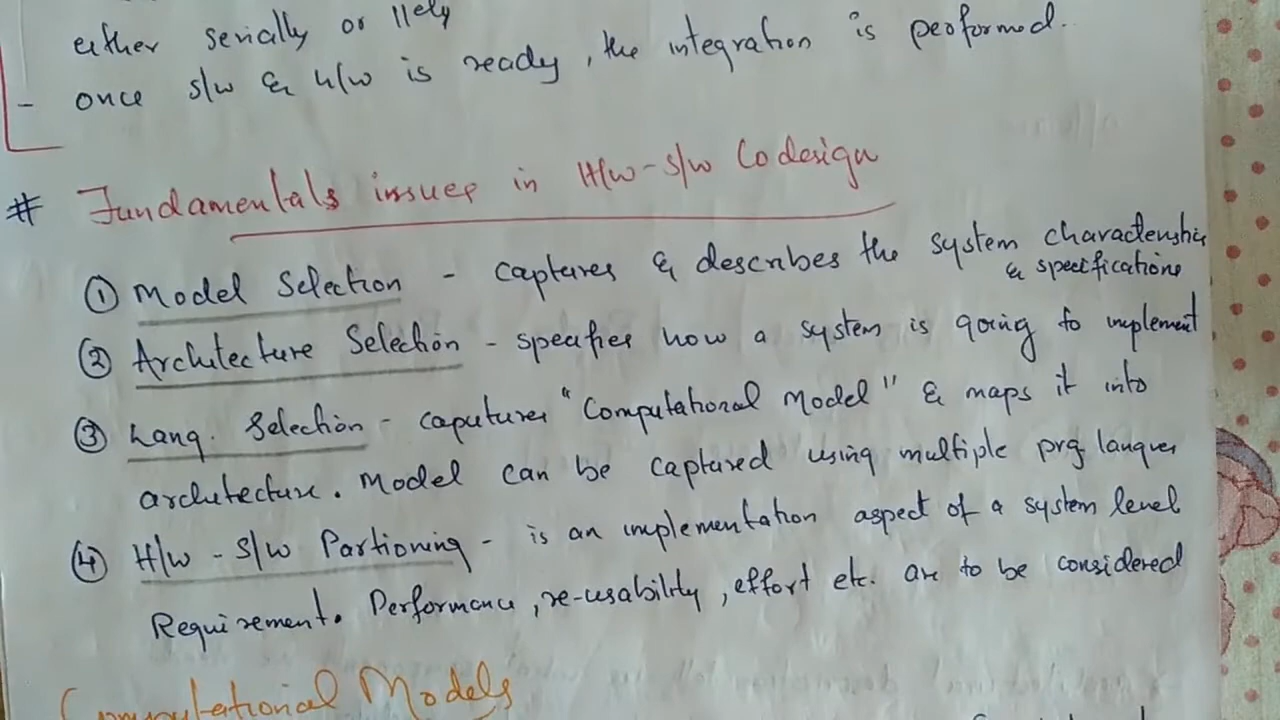 either serially or llely
- once s/w & h/w is ready, the integration is performed.
# Fundamentals issues in H/w-S/w Codesign
① Model Selection - captures & describes the system characteristics
& specifications
② Architecture Selection - specifies how a system is going to implement
③ Lang. Selection - caputures "Computational Model" & maps it into
architecture. Model can be captured using multiple prg langues
④ H/w - S/w Partioning - is an implementation aspect of a system level
Requirement. Performance, re-usability, effort etc. are to be considered
Computational Models